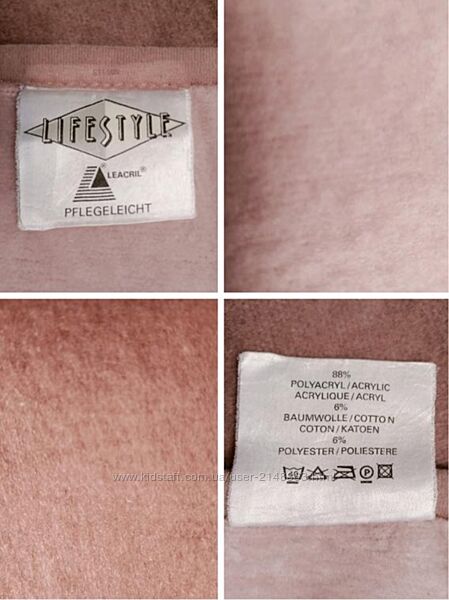 LIFESTYLE
LEACRIL®
PFLEGELEICHT
88%
POLYACRYL/ACRYLIC
ACRYLIQUE/ACRYL
6%
BAUMWOLLE/COTTON
COTON/KATOEN
6%
POLYESTER/POLIESTERE